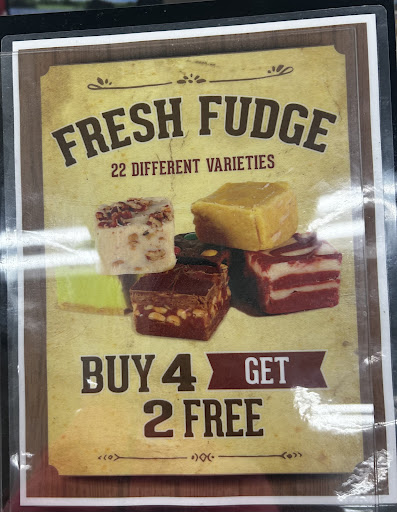 FRESH FUDGE
22 DIFFERENT VARIETIES
BUY 4 GET
2 FREE